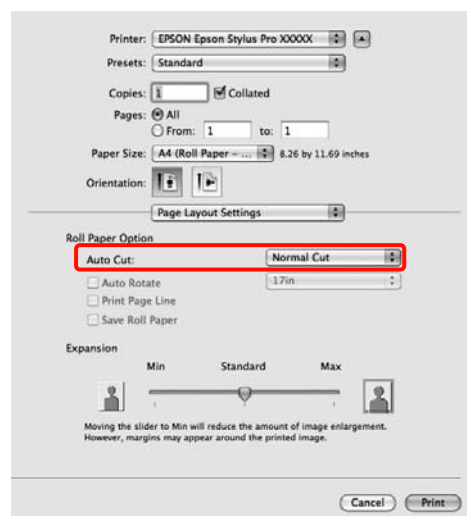 Printer: EPSON Epson Stylus Pro XXXXX
Presets: Standard
Copies: 1 Collated
Pages: All
From: 1 to: 1
Paper Size: A4 (Roll Paper – ... 8.26 by 11.69 inches
Orientation:
Page Layout Settings
Roll Paper Option
Auto Cut: Normal Cut
Auto Rotate 17in
Print Page Line
Save Roll Paper
Expansion
Min Standard Max
Moving the slider to Min will reduce the amount of image enlargement.
However, margins may appear around the printed image.
Cancel Print